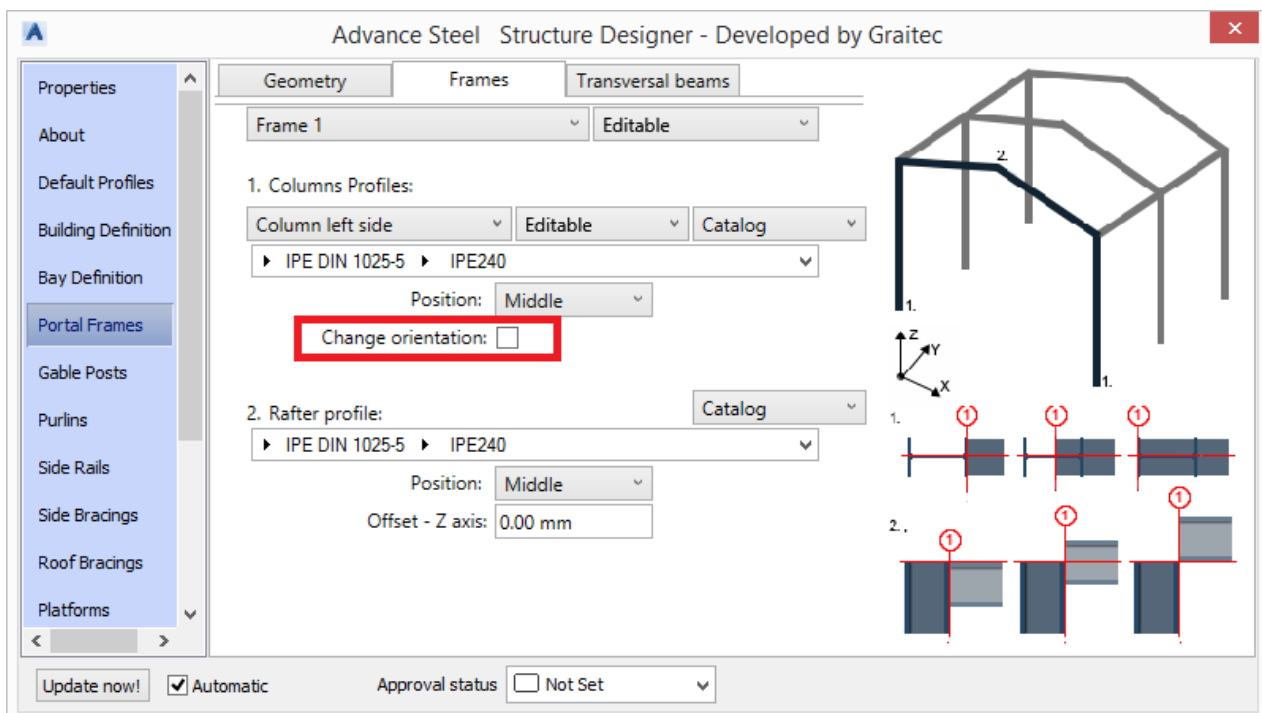 Advance Steel Structure Designer - Developed by Graitec
Properties
About
Default Profiles
Building Definition
Bay Definition
Portal Frames
Gable Posts
Purlins
Side Rails
Side Bracings
Roof Bracings
Platforms
Geometry Frames Transversal beams
Frame 1 Editable
1. Columns Profiles:
Column left side Editable Catalog
IPE DIN 1025-5 IPE240
Position: Middle
Change orientation:
2. Rafter profile: Catalog
IPE DIN 1025-5 IPE240
Position: Middle
Offset - Z axis: 0.00 mm
2.
1.
1.
Z
Y
X
1. 1 1 1
2. . 1 1 1
Update now! Automatic Approval status Not Set